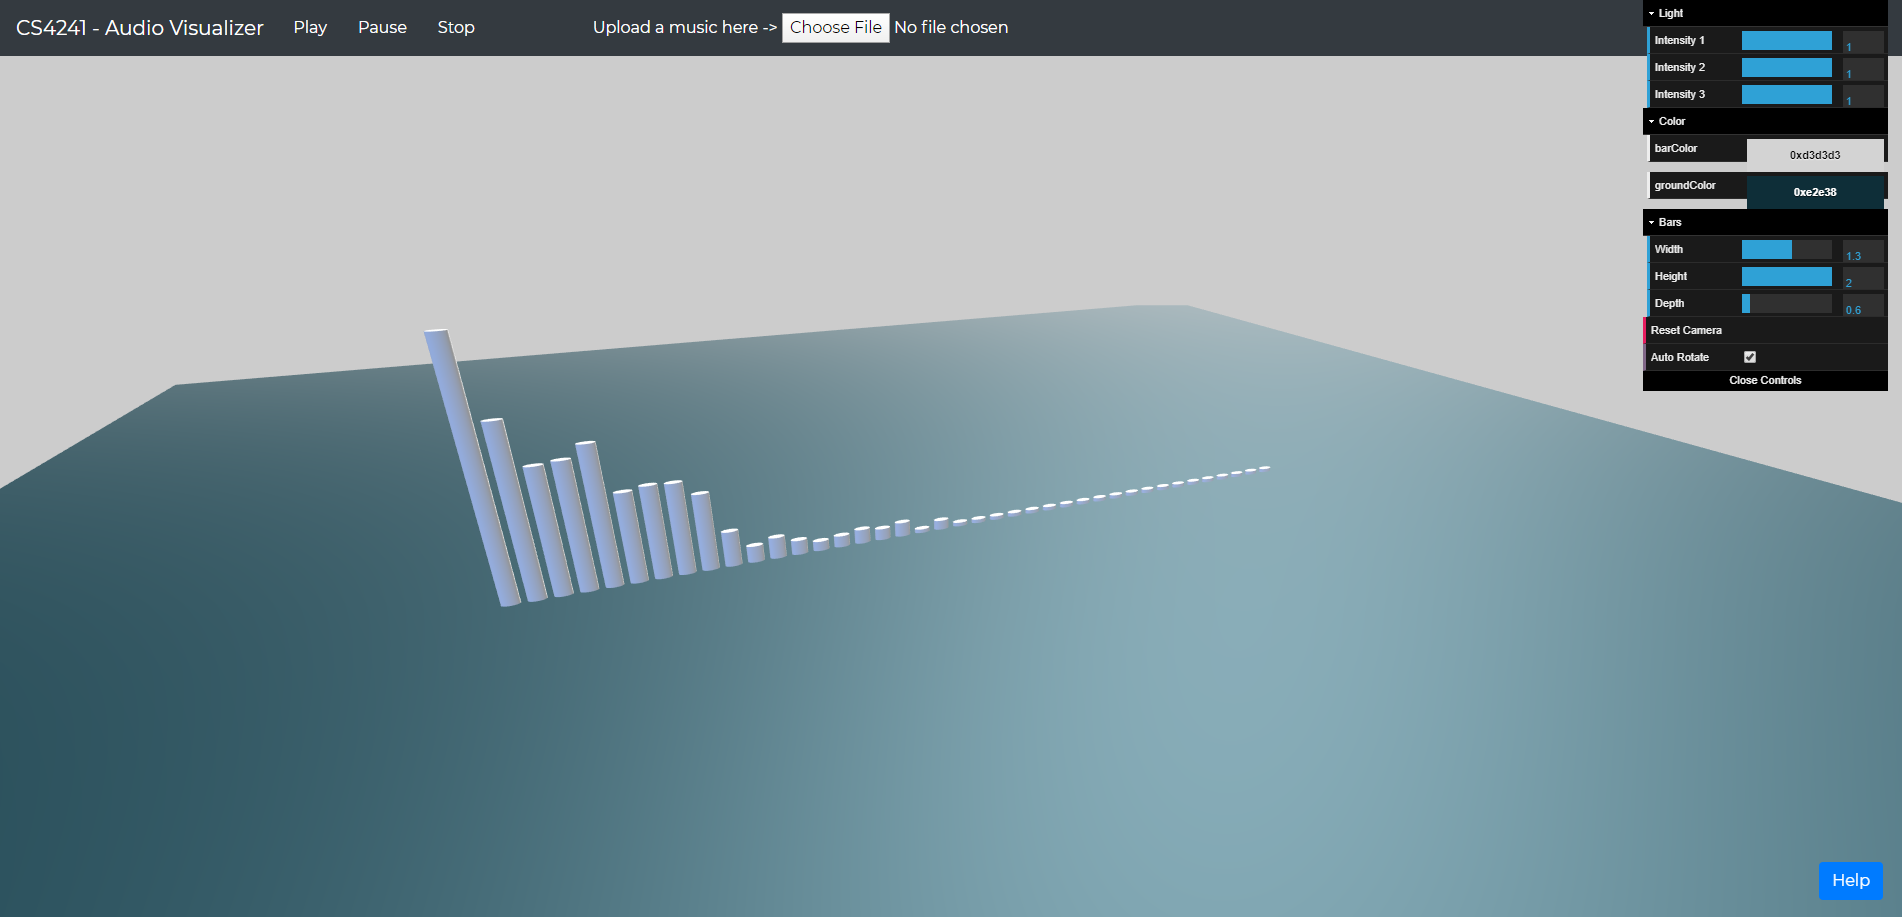 CS4241 - Audio Visualizer Play Pause Stop Upload a music here -> Choose File No file chosen
Light
Intensity 1 1
Intensity 2 1
Intensity 3 1
Color
barColor 0xd3d3d3
groundColor 0xe2e38
Bars
Width 1.3
Height 2
Depth 0.6
Reset Camera
Auto Rotate
Close Controls
Help